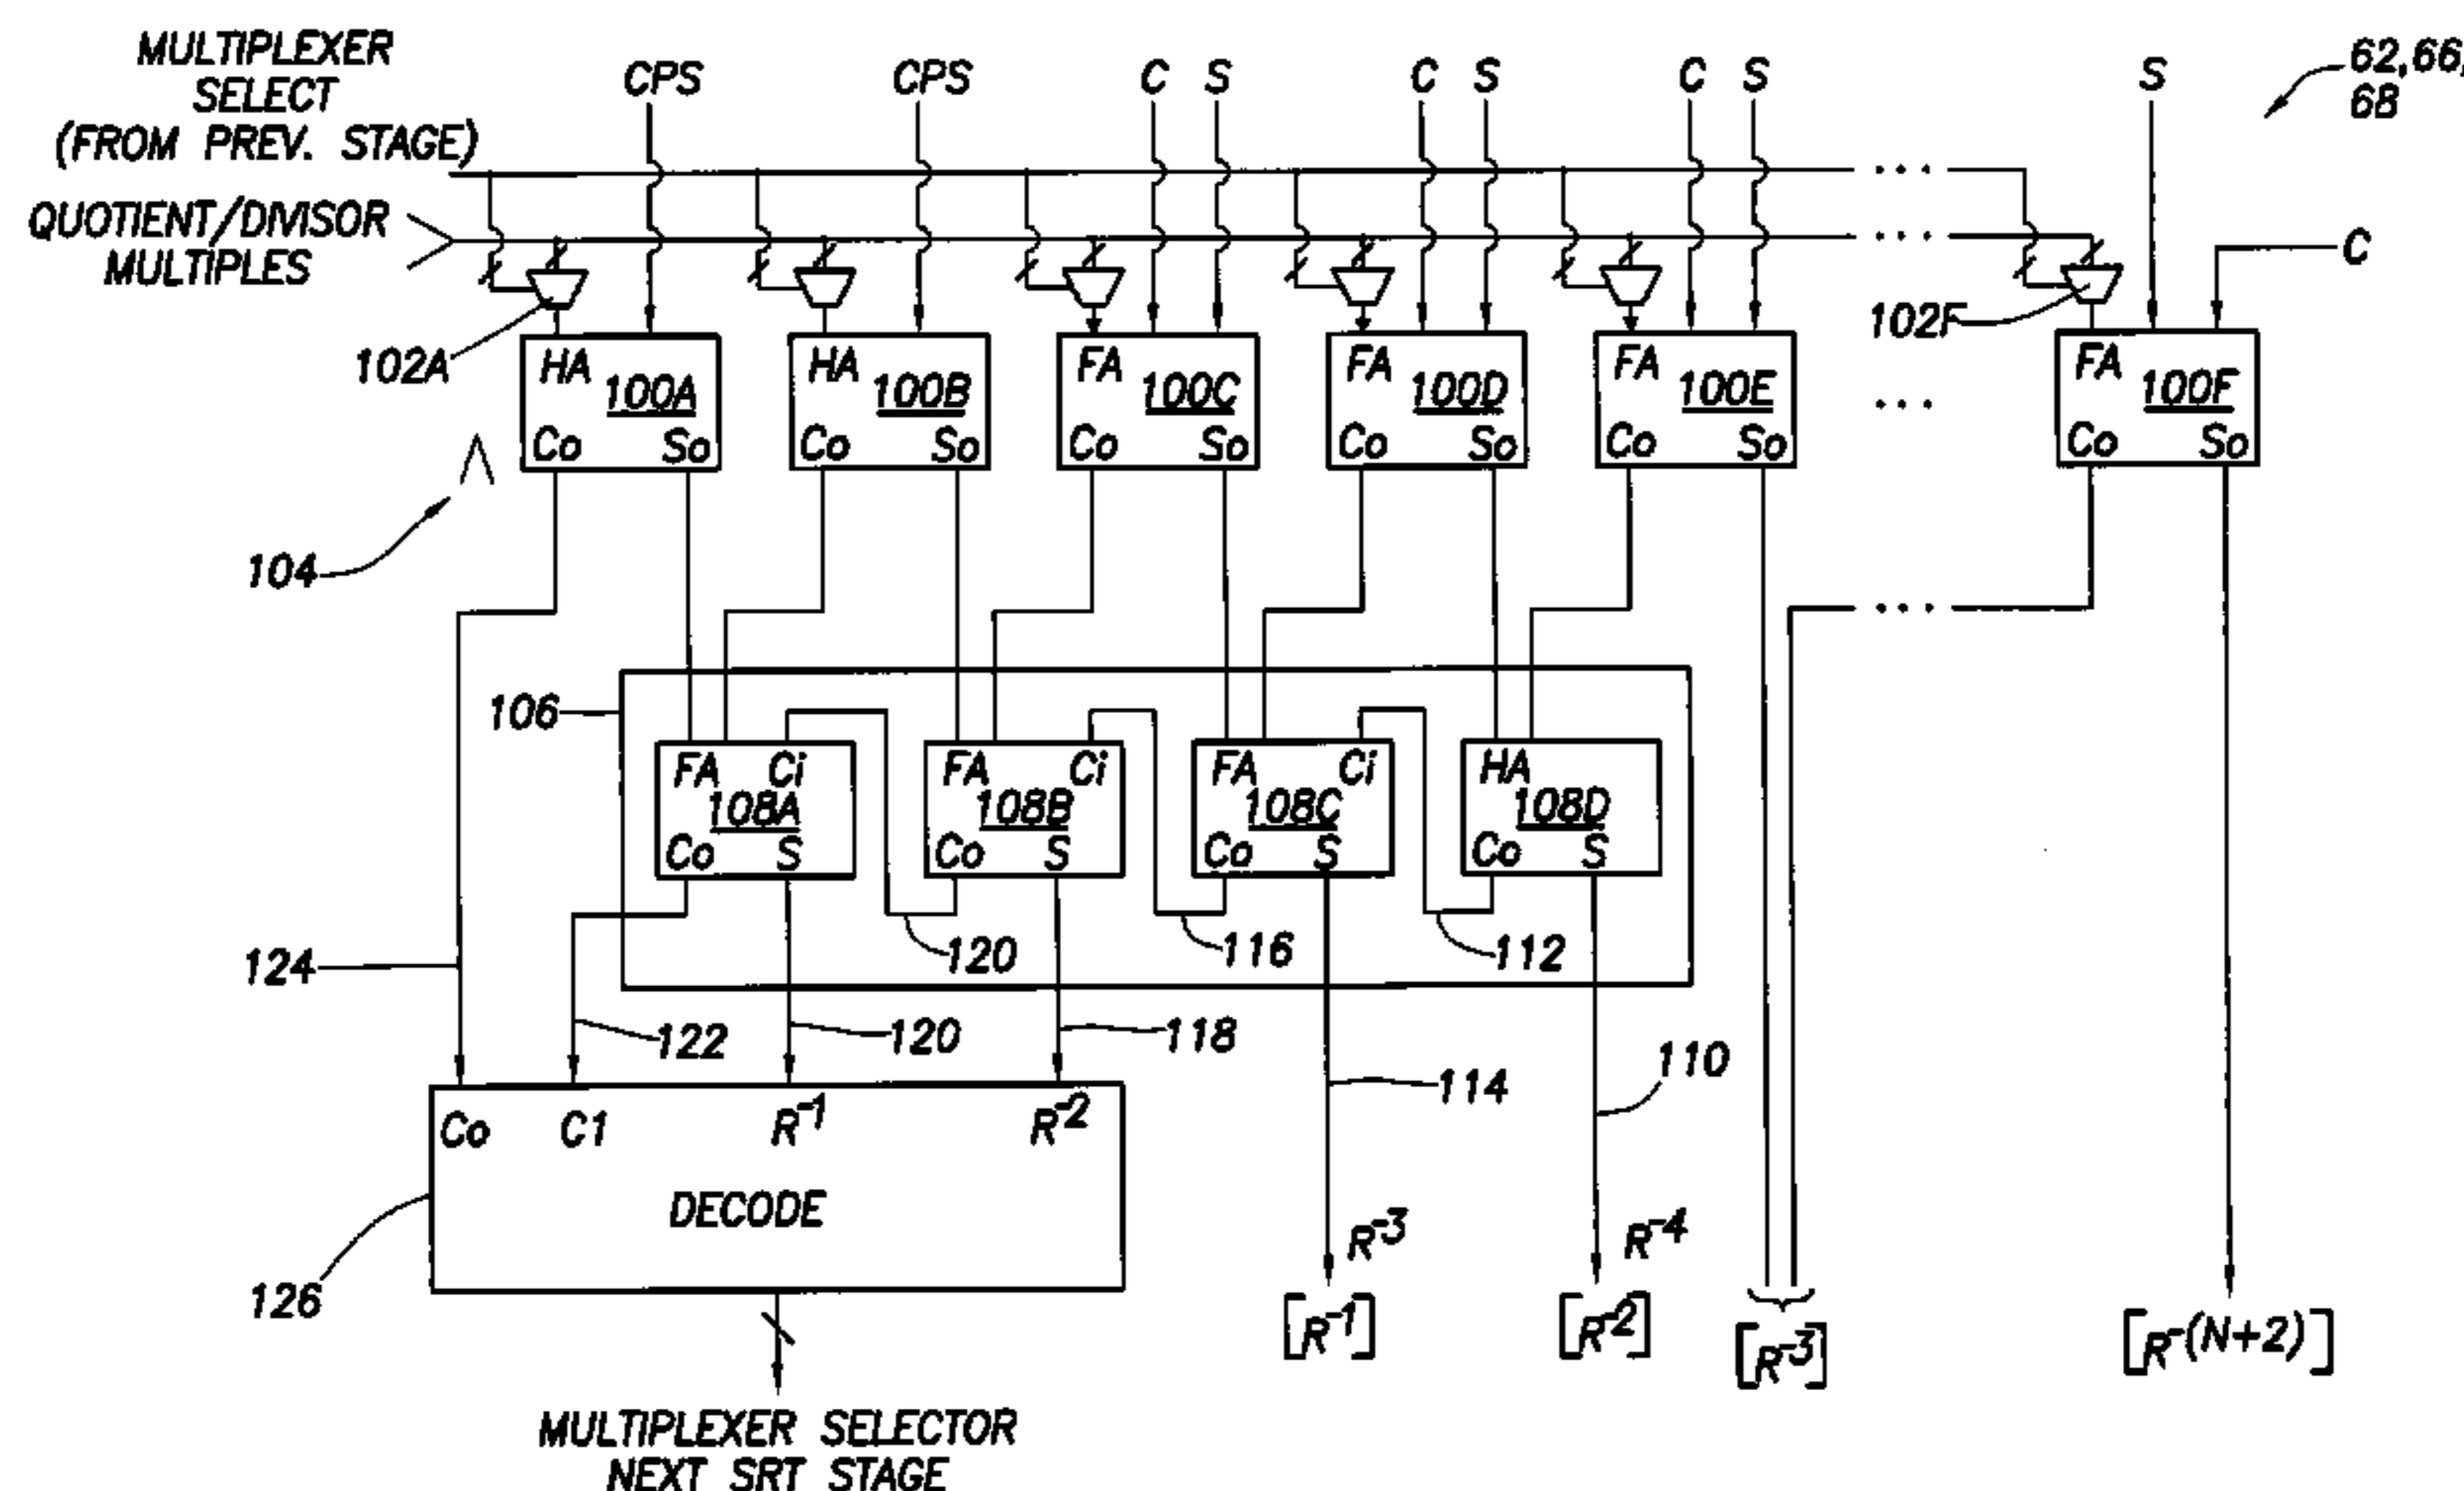 MULTIPLEXER
SELECT
(FROM PREV. STAGE)
CPS CPS C S C S C S S 62,66,
68
QUOTIENT/DIVISOR
MULTIPLES
C
102A 102F
HA 100A Co So
HA 100B Co So
FA 100C Co So
FA 100D Co So
FA 100E Co So
... 
FA 100F Co So
104
106
FA Ci 108A Co S
FA Ci 108B Co S
FA Ci 108C Co S
HA 108D Co S
120 116 112
124
122 120 118
114 110
Co C1 R-1 R-2
DECODE
126
R-3 R-4
[R-1] [R-2] [R-3] [R-(N+2)]
MULTIPLEXER SELECTOR
NEXT SRT STAGE